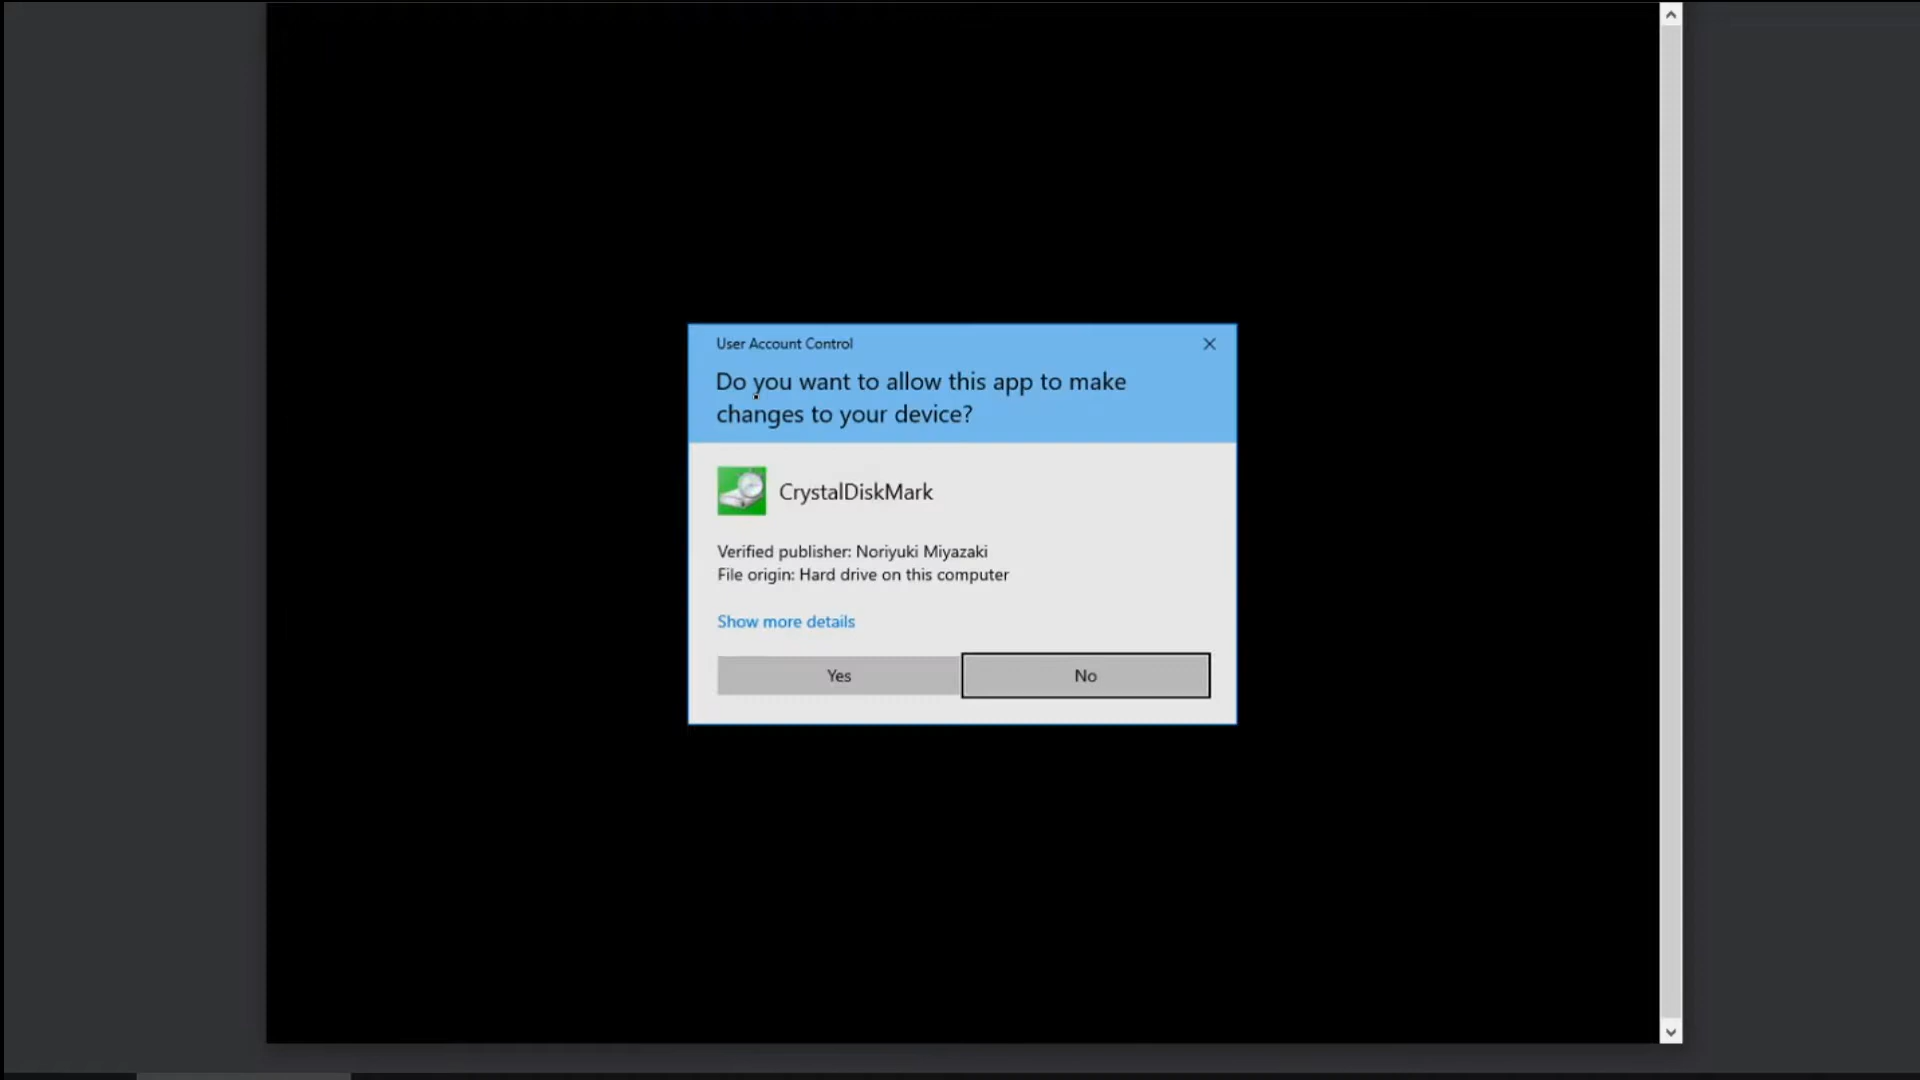 User Account Control
Do you want to allow this app to make
changes to your device?
CrystalDiskMark
Verified publisher: Noriyuki Miyazaki
File origin: Hard drive on this computer
Show more details
Yes
No